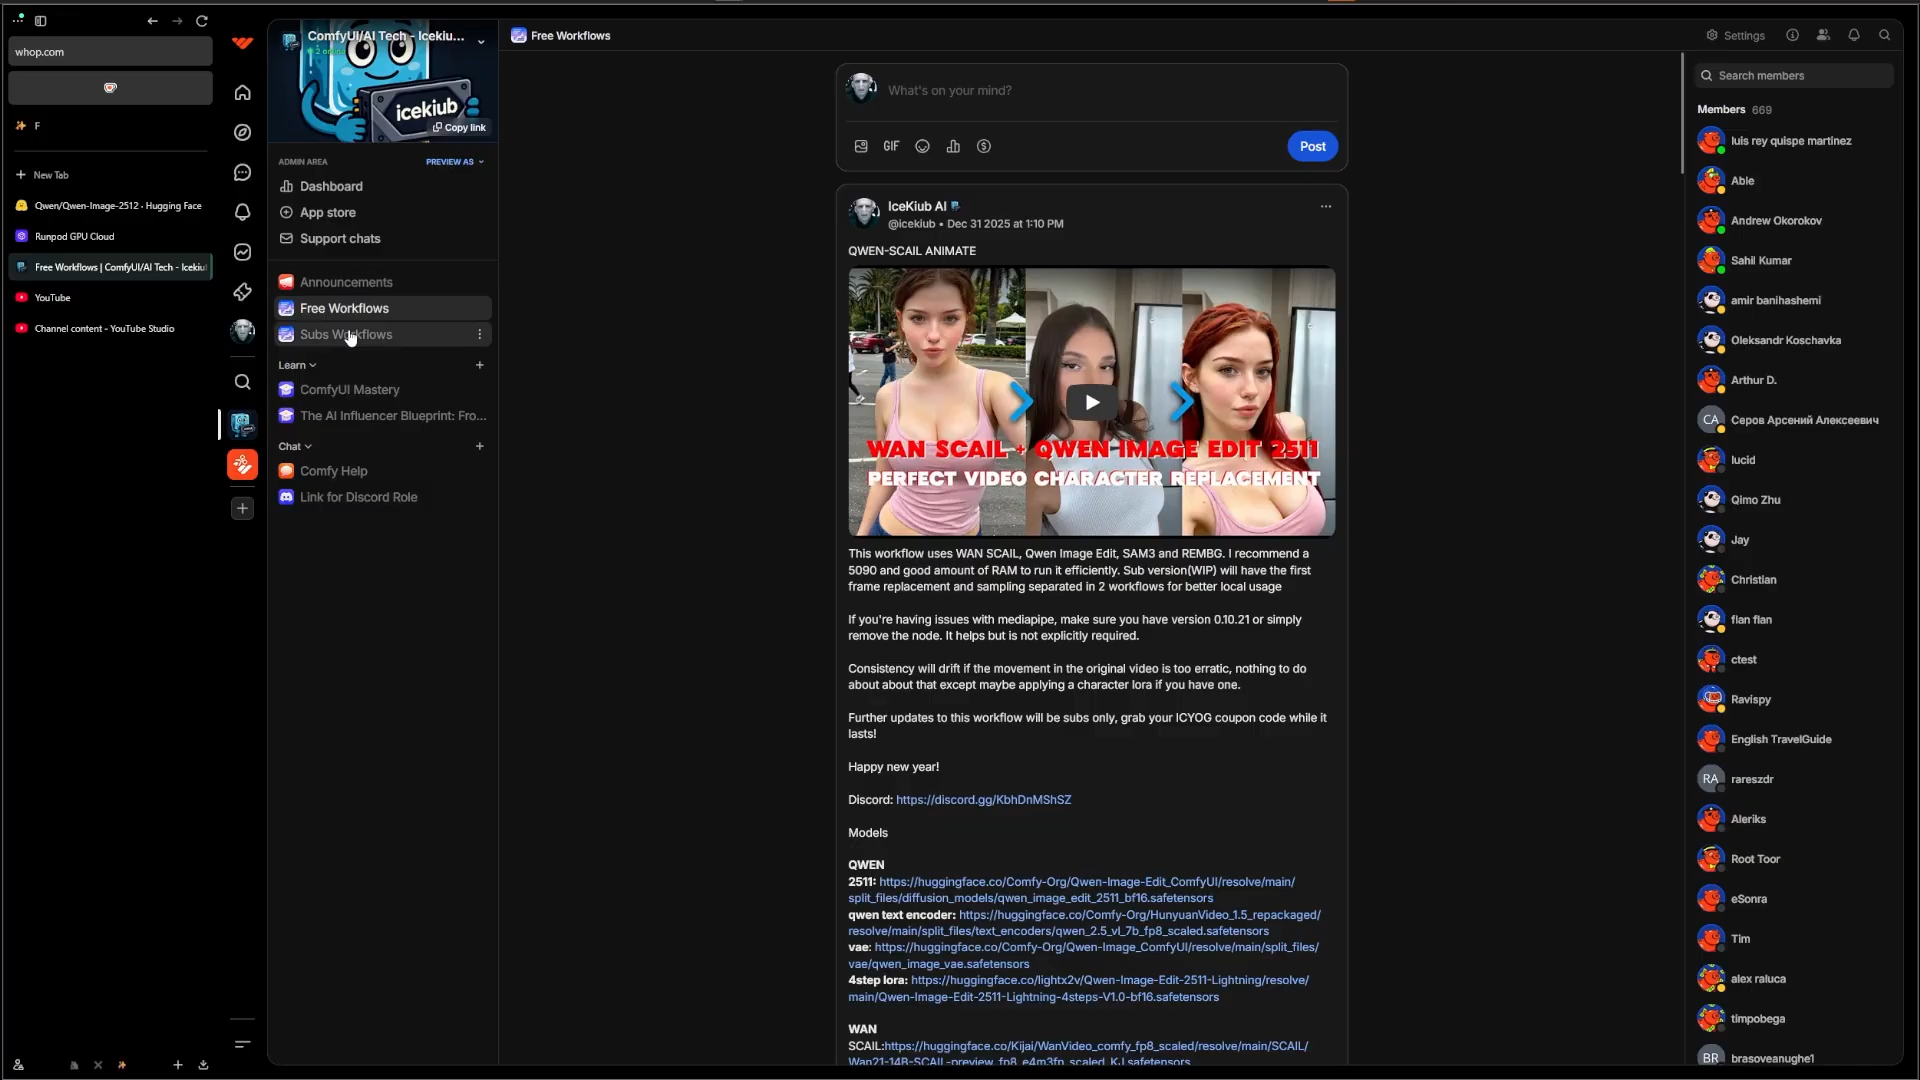 whop.com
F
New Tab
Qwen/Qwen-Image-2512 · Hugging Face
Runpod GPU Cloud
Free Workflows | ComfyUI/AI Tech - Icekiu
YouTube
Channel content - YouTube Studio
ComfyUI/AI Tech - Icekiu...
2 online
icekiub
Copy link
ADMIN AREA
PREVIEW AS
Dashboard
App store
Support chats
Announcements
Free Workflows
Subs Workflows
Learn
ComfyUI Mastery
The AI Influencer Blueprint: Fro...
Chat
Comfy Help
Link for Discord Role
Free Workflows
Settings
What's on your mind?
GIF
Post
IceKiub AI
@icekiub • Dec 31 2025 at 1:10 PM
QWEN-SCAIL ANIMATE
WAN SCAIL + QWEN IMAGE EDIT 2511
PERFECT VIDEO CHARACTER REPLACEMENT
This workflow uses WAN SCAIL, Qwen Image Edit, SAM3 and REMBG. I recommend a
5090 and good amount of RAM to run it efficiently. Sub version(WIP) will have the first
frame replacement and sampling separated in 2 workflows for better local usage
If you're having issues with mediapipe, make sure you have version 0.10.21 or simply
remove the node. It helps but is not explicitly required.
Consistency will drift if the movement in the original video is too erratic, nothing to do
about about that except maybe applying a character lora if you have one.
Further updates to this workflow will be subs only, grab your ICYOG coupon code while it
lasts!
Happy new year!
Discord: https://discord.gg/KbhDnMShSZ
Models
QWEN
2511: https://huggingface.co/Comfy-Org/Qwen-Image-Edit_ComfyUI/resolve/main/
split_files/diffusion_models/qwen_image_edit_2511_bf16.safetensors
qwen text encoder: https://huggingface.co/Comfy-Org/HunyuanVideo_1.5_repackaged/
resolve/main/split_files/text_encoders/qwen_2.5_vl_7b_fp8_scaled.safetensors
vae: https://huggingface.co/Comfy-Org/Qwen-Image_ComfyUI/resolve/main/split_files/
vae/qwen_image_vae.safetensors
4step lora: https://huggingface.co/lightx2v/Qwen-Image-Edit-2511-Lightning/resolve/
main/Qwen-Image-Edit-2511-Lightning-4steps-V1.0-bf16.safetensors
WAN
SCAIL:https://huggingface.co/Kijai/WanVideo_comfy_fp8_scaled/resolve/main/SCAIL/
Wan21-14B-SCAIL-preview_fp8_e4m3fn_scaled_KJ.safetensors
Search members
Members 669
luis rey quispe martinez
Able
Andrew Okorokov
Sahil Kumar
amir banihashemi
Oleksandr Koschavka
Arthur D.
CA Серов Арсений Алексеевич
lucid
Qimo Zhu
Jay
Christian
flan flan
ctest
Ravispy
English TravelGuide
RA rareszdr
Aleriks
Root Toor
eSonra
Tim
alex raluca
timpobega
BR brasoveanughe1